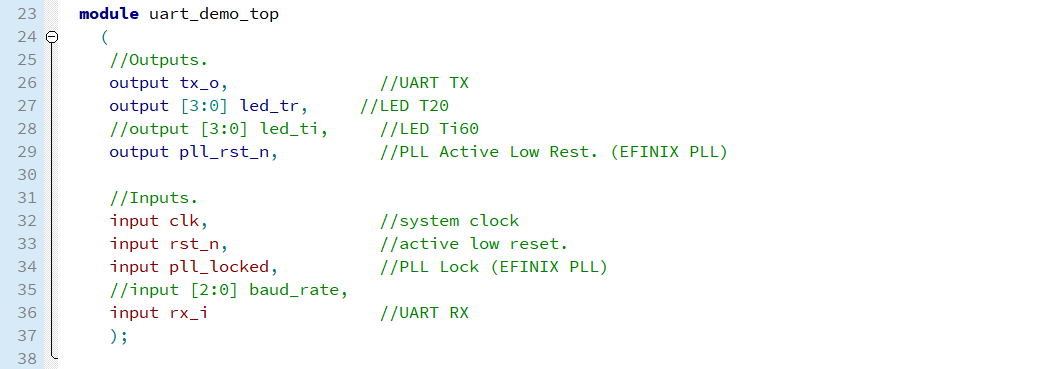 23 module uart_demo_top
24 (
25 //Outputs.
26 output tx_o, //UART TX
27 output [3:0] led_tr, //LED T20
28 //output [3:0] led_ti, //LED Ti60
29 output pll_rst_n, //PLL Active Low Rest. (EFINIX PLL)
30
31 //Inputs.
32 input clk, //system clock
33 input rst_n, //active low reset.
34 input pll_locked, //PLL Lock (EFINIX PLL)
35 //input [2:0] baud_rate,
36 input rx_i //UART RX
37 );
38